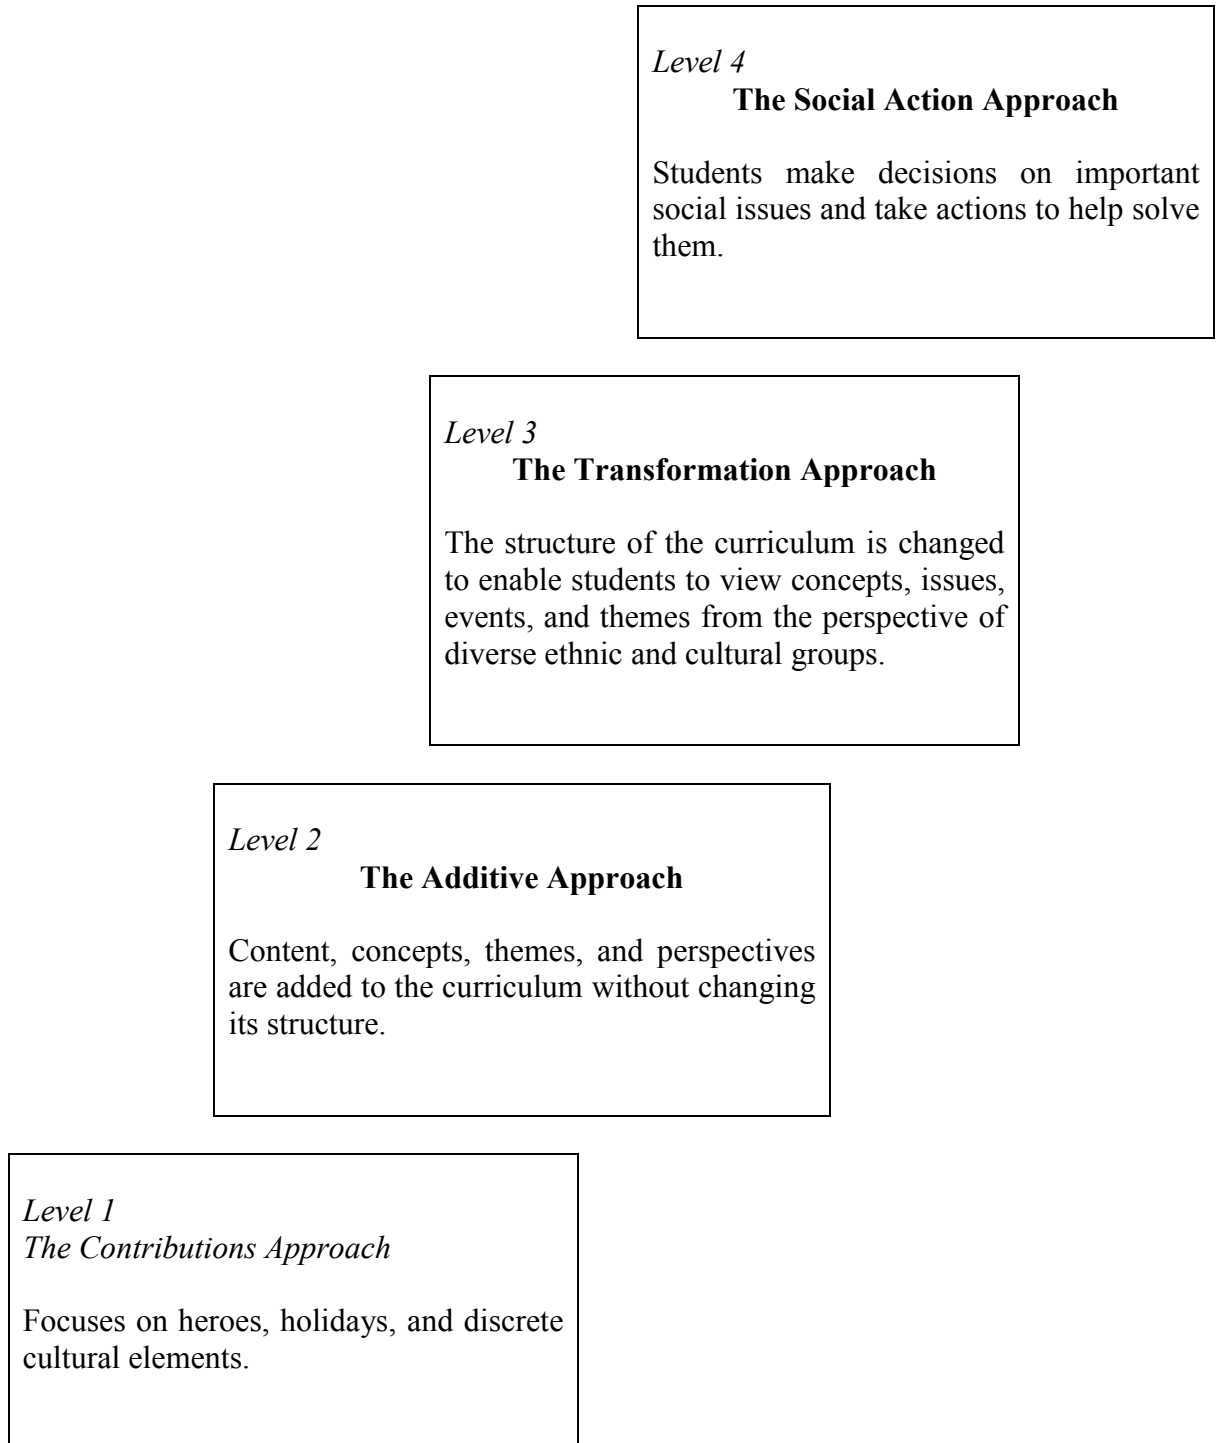 Level 4
The Social Action Approach
Students make decisions on important
social issues and take actions to help solve
them.
Level 3
The Transformation Approach
The structure of the curriculum is changed
to enable students to view concepts, issues,
events, and themes from the perspective of
diverse ethnic and cultural groups.
Level 2
The Additive Approach
Content, concepts, themes, and perspectives
are added to the curriculum without changing
its structure.
Level 1
The Contributions Approach
Focuses on heroes, holidays, and discrete
cultural elements.